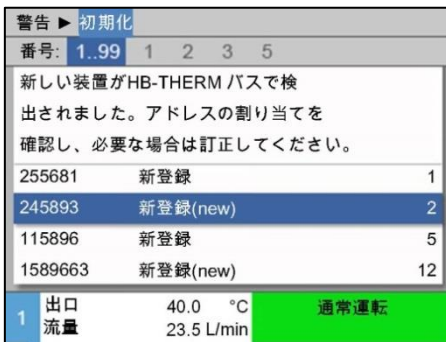 警告 ▶ 初期化
番号: 1..99 1 2 3 5
新しい装置がHB-THERM バスで検
出されました。アドレスの割り当てを
確認し、必要な場合は訂正してください。
255681 新登録 1
245893 新登録(new) 2
115896 新登録 5
1589663 新登録(new) 12
1 出口 40.0 °C 通常運転
流量 23.5 L/min